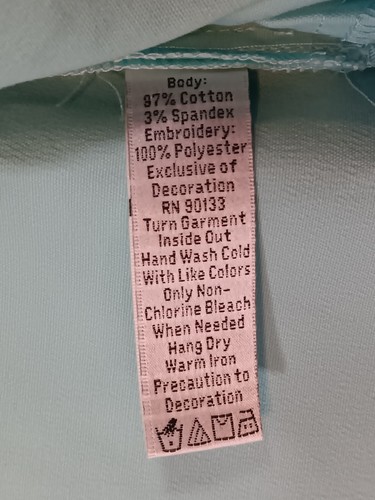 Body:
97% Cotton
3% Spandex
Embroidery:
100% Polyester
Exclusive of
Decoration
RN 90133
Turn Garment
Inside Out
Hand Wash Cold
With Like Colors
Only Non-
Chlorine Bleach
When Needed
Hang Dry
Warm Iron
Precaution to
Decoration